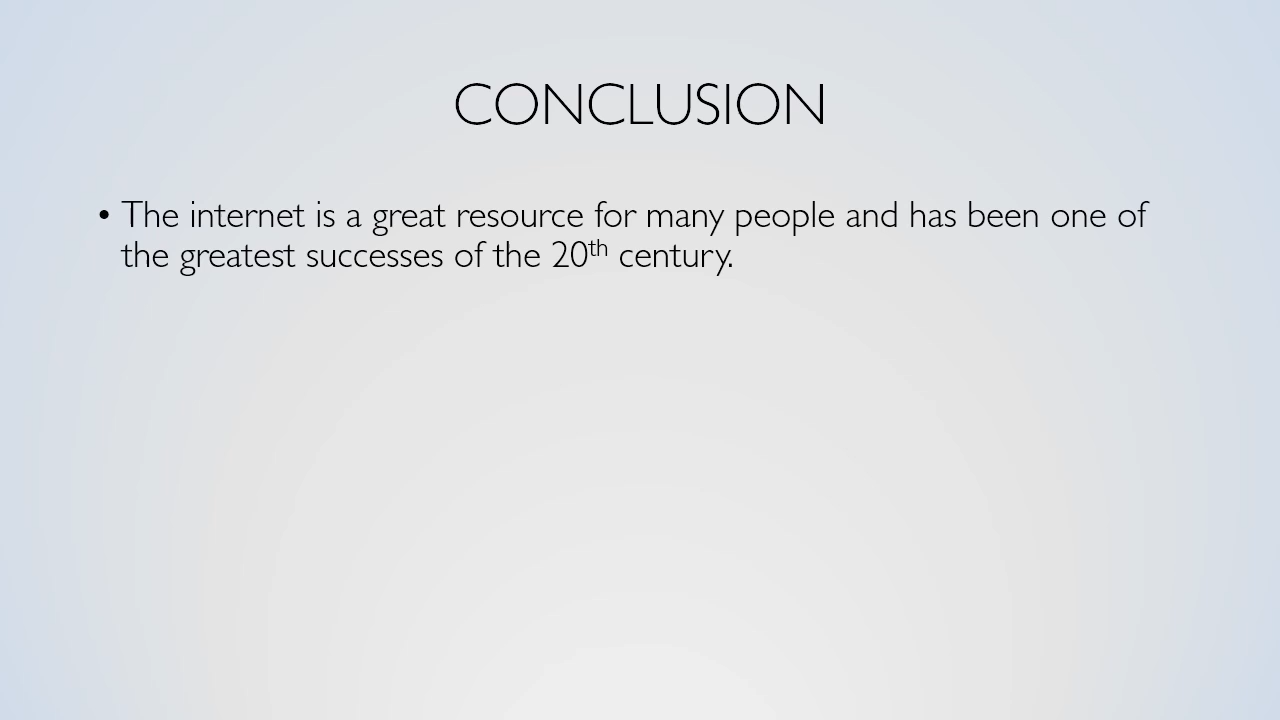 CONCLUSION
• The internet is a great resource for many people and has been one of
the greatest successes of the 20th century.